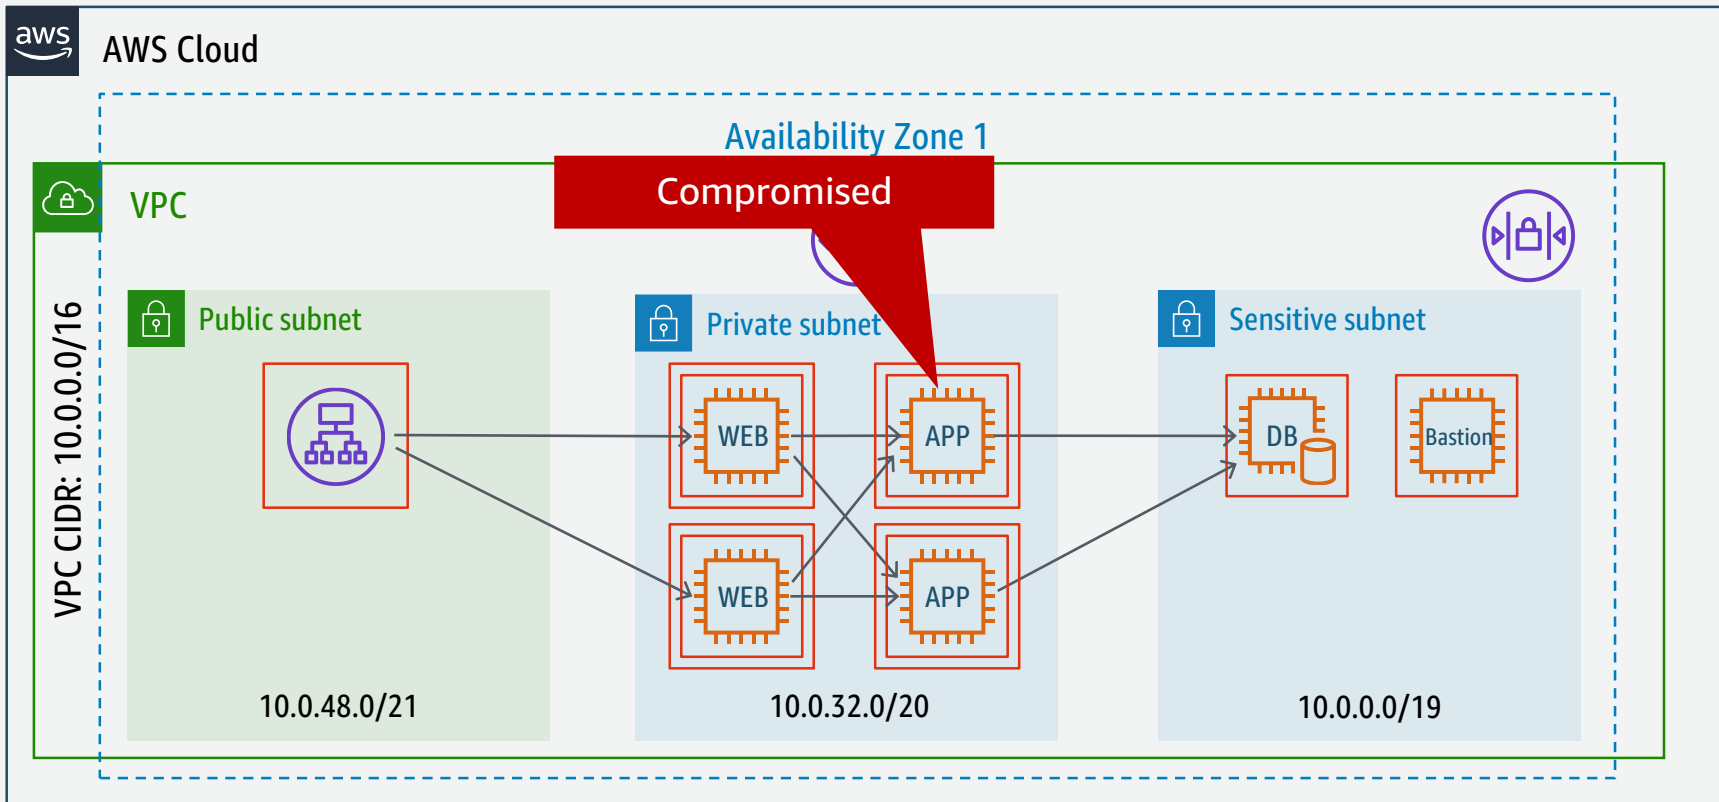 aws
AWS Cloud
Availability Zone 1
Compromised
VPC
VPC CIDR: 10.0.0.0/16
Public subnet
Private subnet
Sensitive subnet
WEB
APP
DB
Bastion
WEB
APP
10.0.48.0/21
10.0.32.0/20
10.0.0.0/19